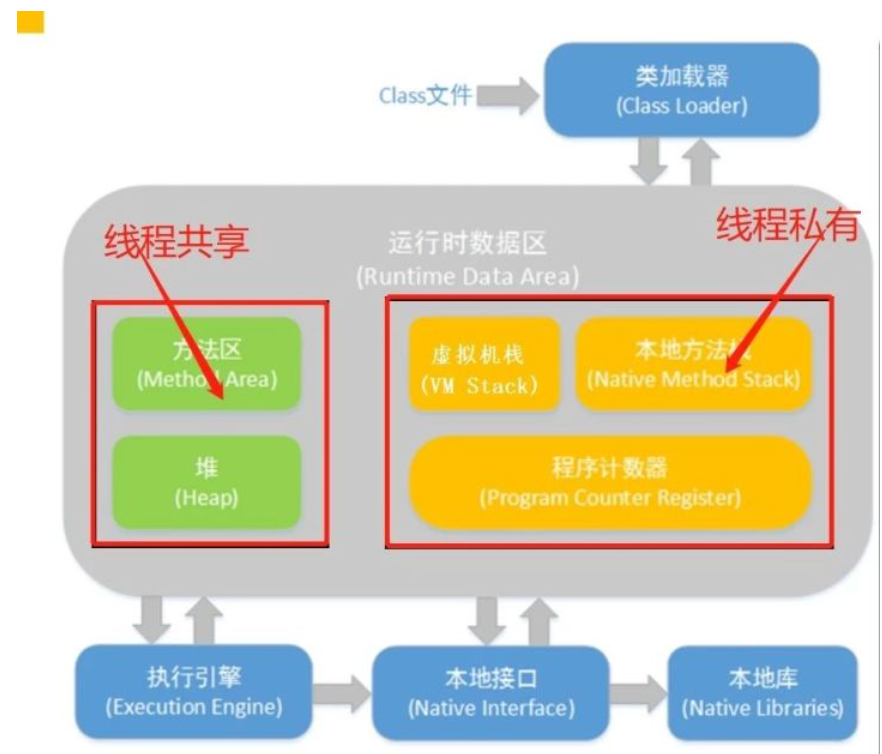 Class文件
类加载器
(Class Loader)
线程共享
线程私有
运行时数据区
(Runtime Data Area)
方法区
(Method Area)
虚拟机栈
(VM Stack)
本地方法栈
(Native Method Stack)
堆
(Heap)
程序计数器
(Program Counter Register)
执行引擎
(Execution Engine)
本地接口
(Native Interface)
本地库
(Native Libraries)